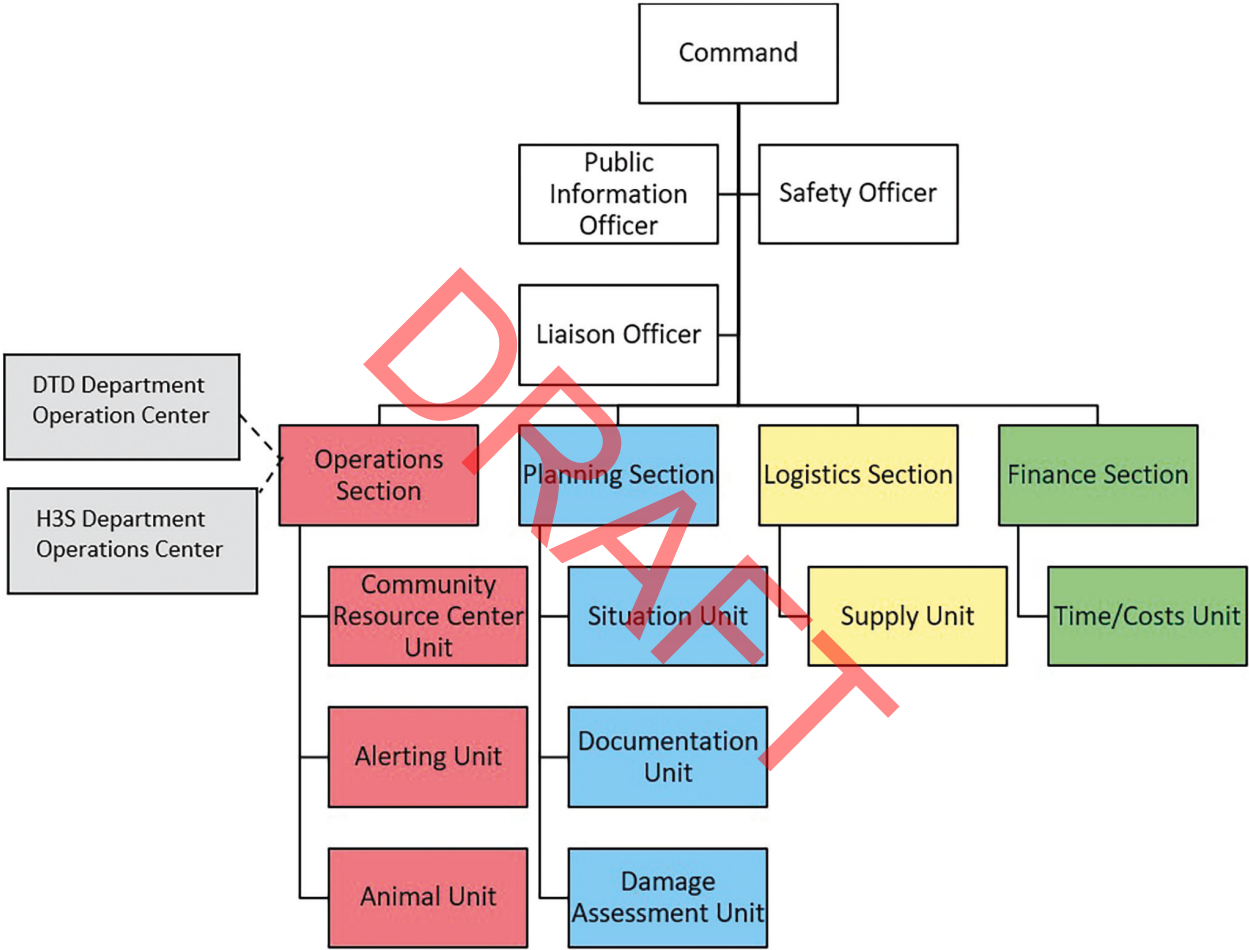 Command
Public
Information
Officer
Safety Officer
Liaison Officer
DTD Department
Operation Center
H3S Department
Operations Center
Operations
Section
Planning Section
Logistics Section
Finance Section
Community
Resource Center
Unit
Situation Unit
Supply Unit
Time/Costs Unit
Alerting Unit
Documentation
Unit
Animal Unit
Damage
Assessment Unit
DRAFT